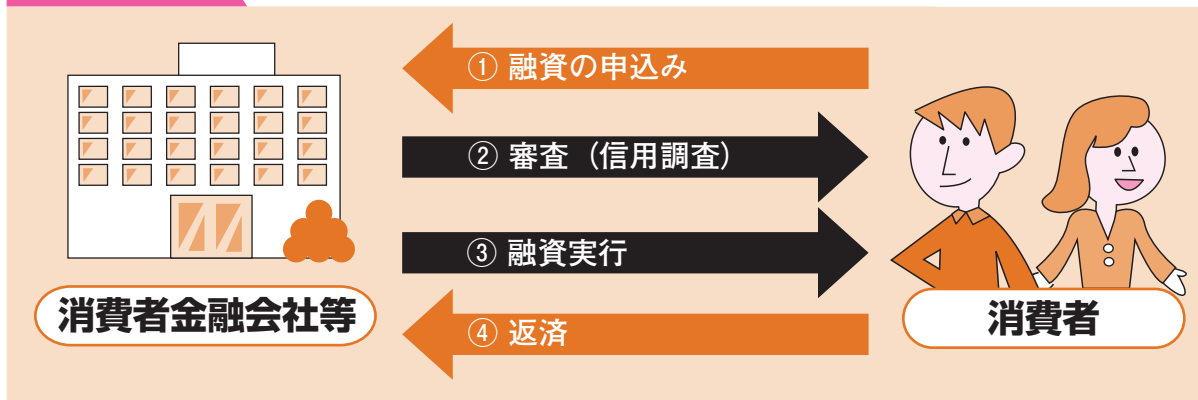 ① 融資の申込み
② 審査（信用調査）
③ 融資実行
④ 返済
消費者金融会社等
消費者